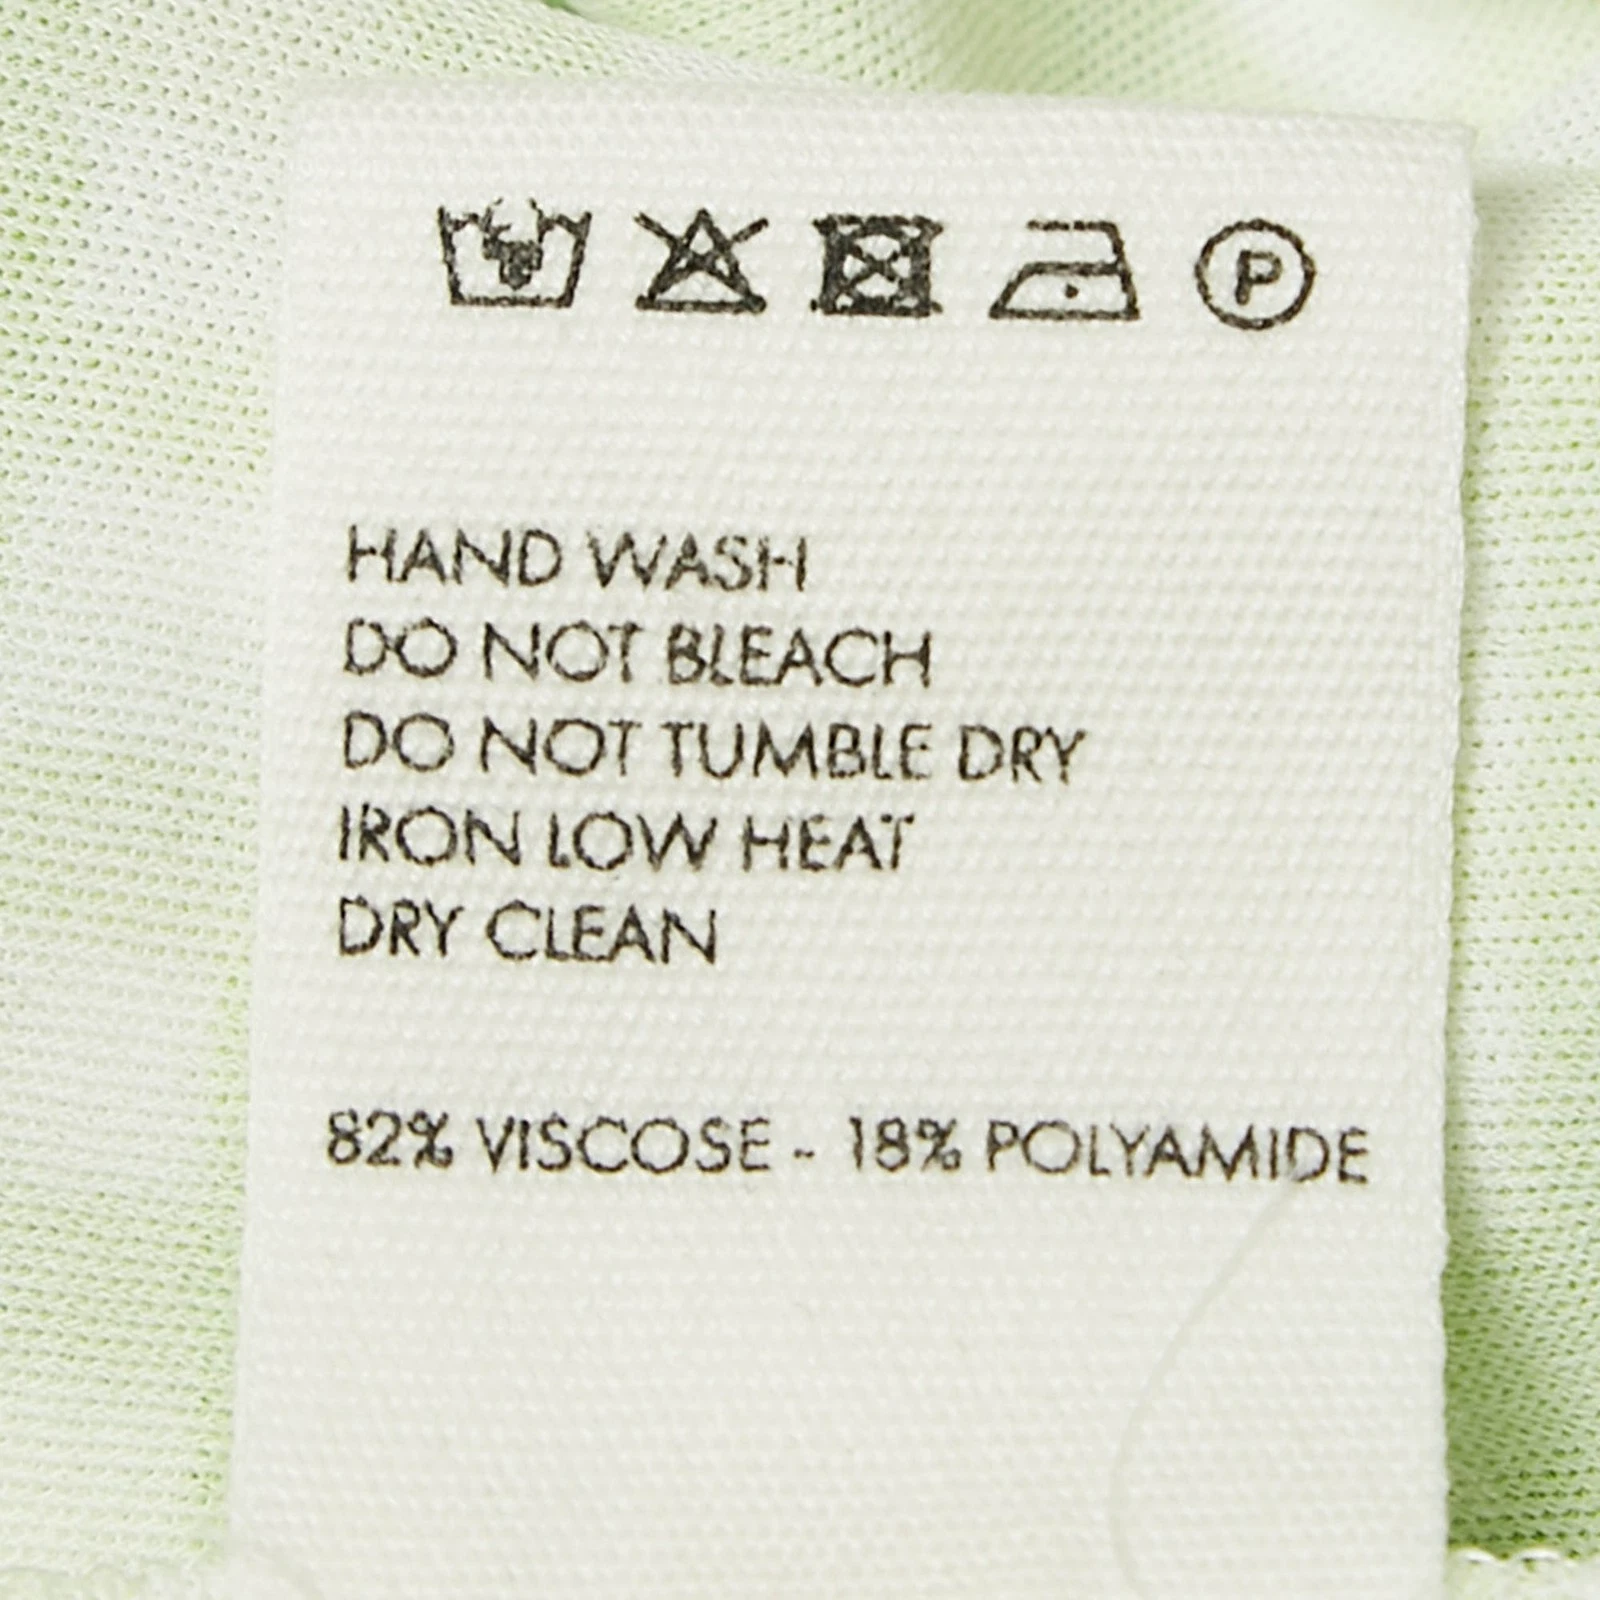 P
HAND WASH
DO NOT BLEACH
DO NOT TUMBLE DRY
IRON LOW HEAT
DRY CLEAN
82% VISCOSE - 18% POLYAMIDE